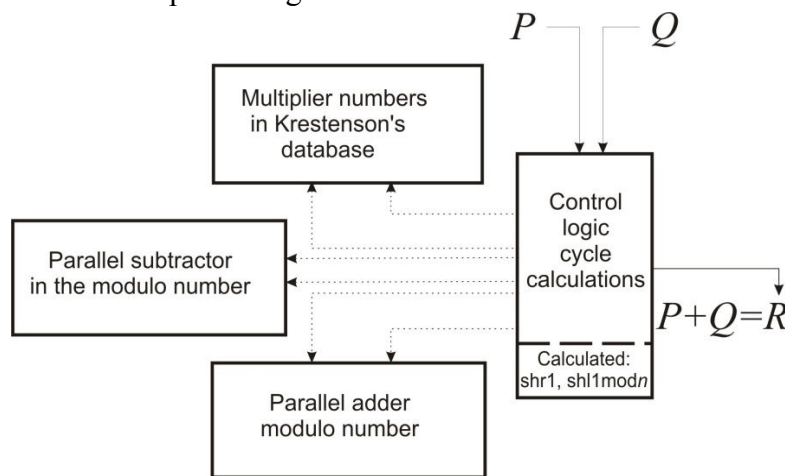 P
Q
Multiplier numbers
in Krestenson's
database
Control
logic
cycle
calculations
Parallel subtractor
in the modulo number
P+Q=R
Calculated:
shr1, shl1modn
Parallel adder
modulo number